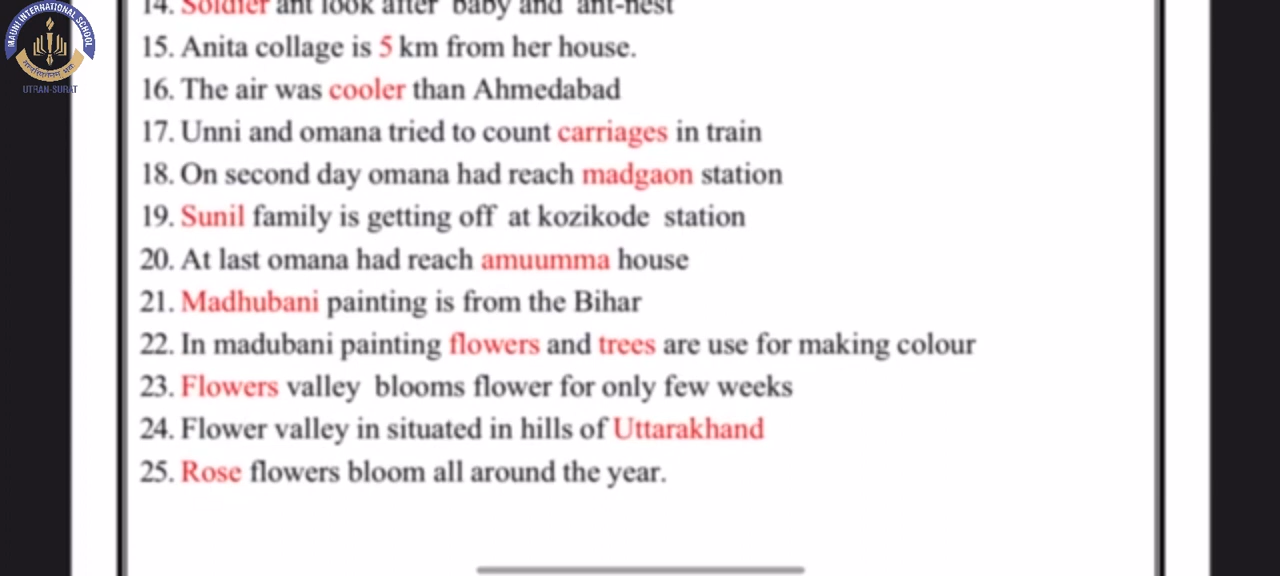 14. Soldier ant look after baby and ant-nest
MAUNI INTERNATIONAL SCHOOL
UTRAN-SURAT
15. Anita collage is 5 km from her house.
16. The air was cooler than Ahmedabad
17. Unni and omana tried to count carriages in train
18. On second day omana had reach madgaon station
19. Sunil family is getting off at kozikode station
20. At last omana had reach amuumma house
21. Madhubani painting is from the Bihar
22. In madubani painting flowers and trees are use for making colour
23. Flowers valley blooms flower for only few weeks
24. Flower valley in situated in hills of Uttarakhand
25. Rose flowers bloom all around the year.